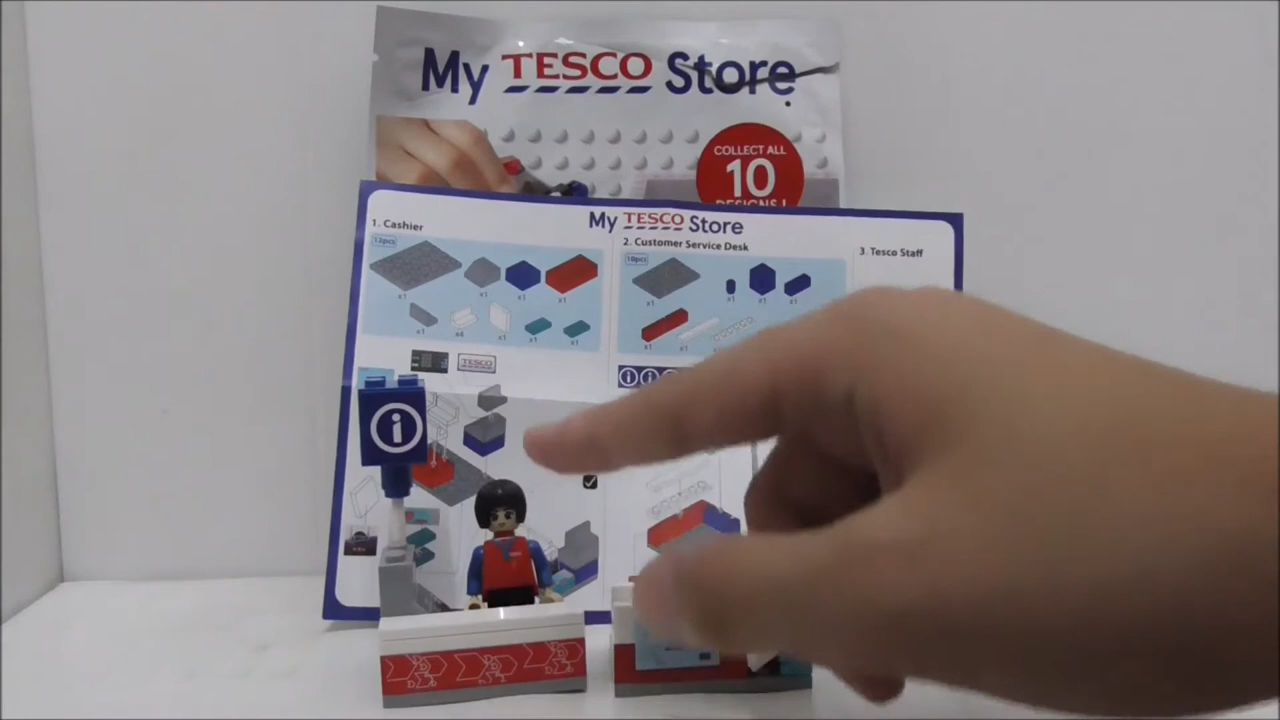 My TESCO Store
COLLECT ALL
10
DESIGNS!
My TESCO Store
1. Cashier
2. Customer Service Desk
3. Tesco Staff
12pcs
10pcs
x1
x1
x1
x1
x1
x1
x1
x1
x4
x1
x1
x1
x1
x1
TESCO
i i
i